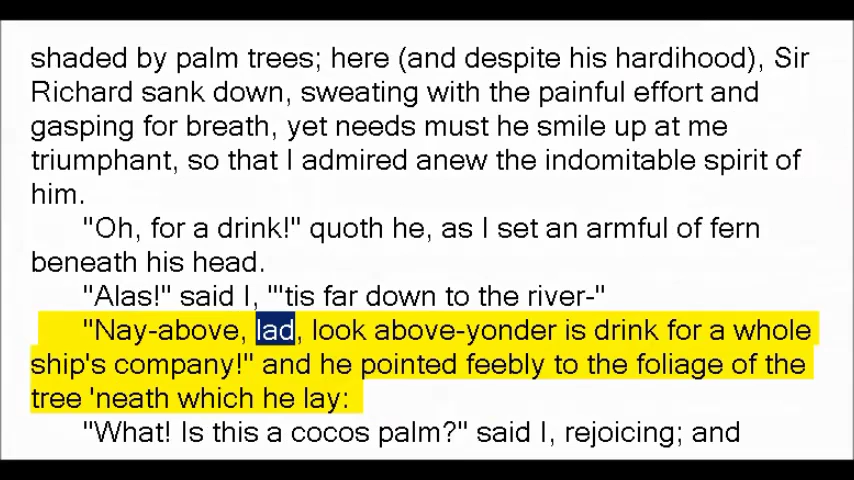 shaded by palm trees; here (and despite his hardihood), Sir
Richard sank down, sweating with the painful effort and
gasping for breath, yet needs must he smile up at me
triumphant, so that I admired anew the indomitable spirit of
him.
"Oh, for a drink!" quoth he, as I set an armful of fern
beneath his head.
"Alas!" said I, "'tis far down to the river-"
"Nay-above, lad, look above-yonder is drink for a whole
ship's company!" and he pointed feebly to the foliage of the
tree 'neath which he lay:
"What! Is this a cocos palm?" said I, rejoicing; and